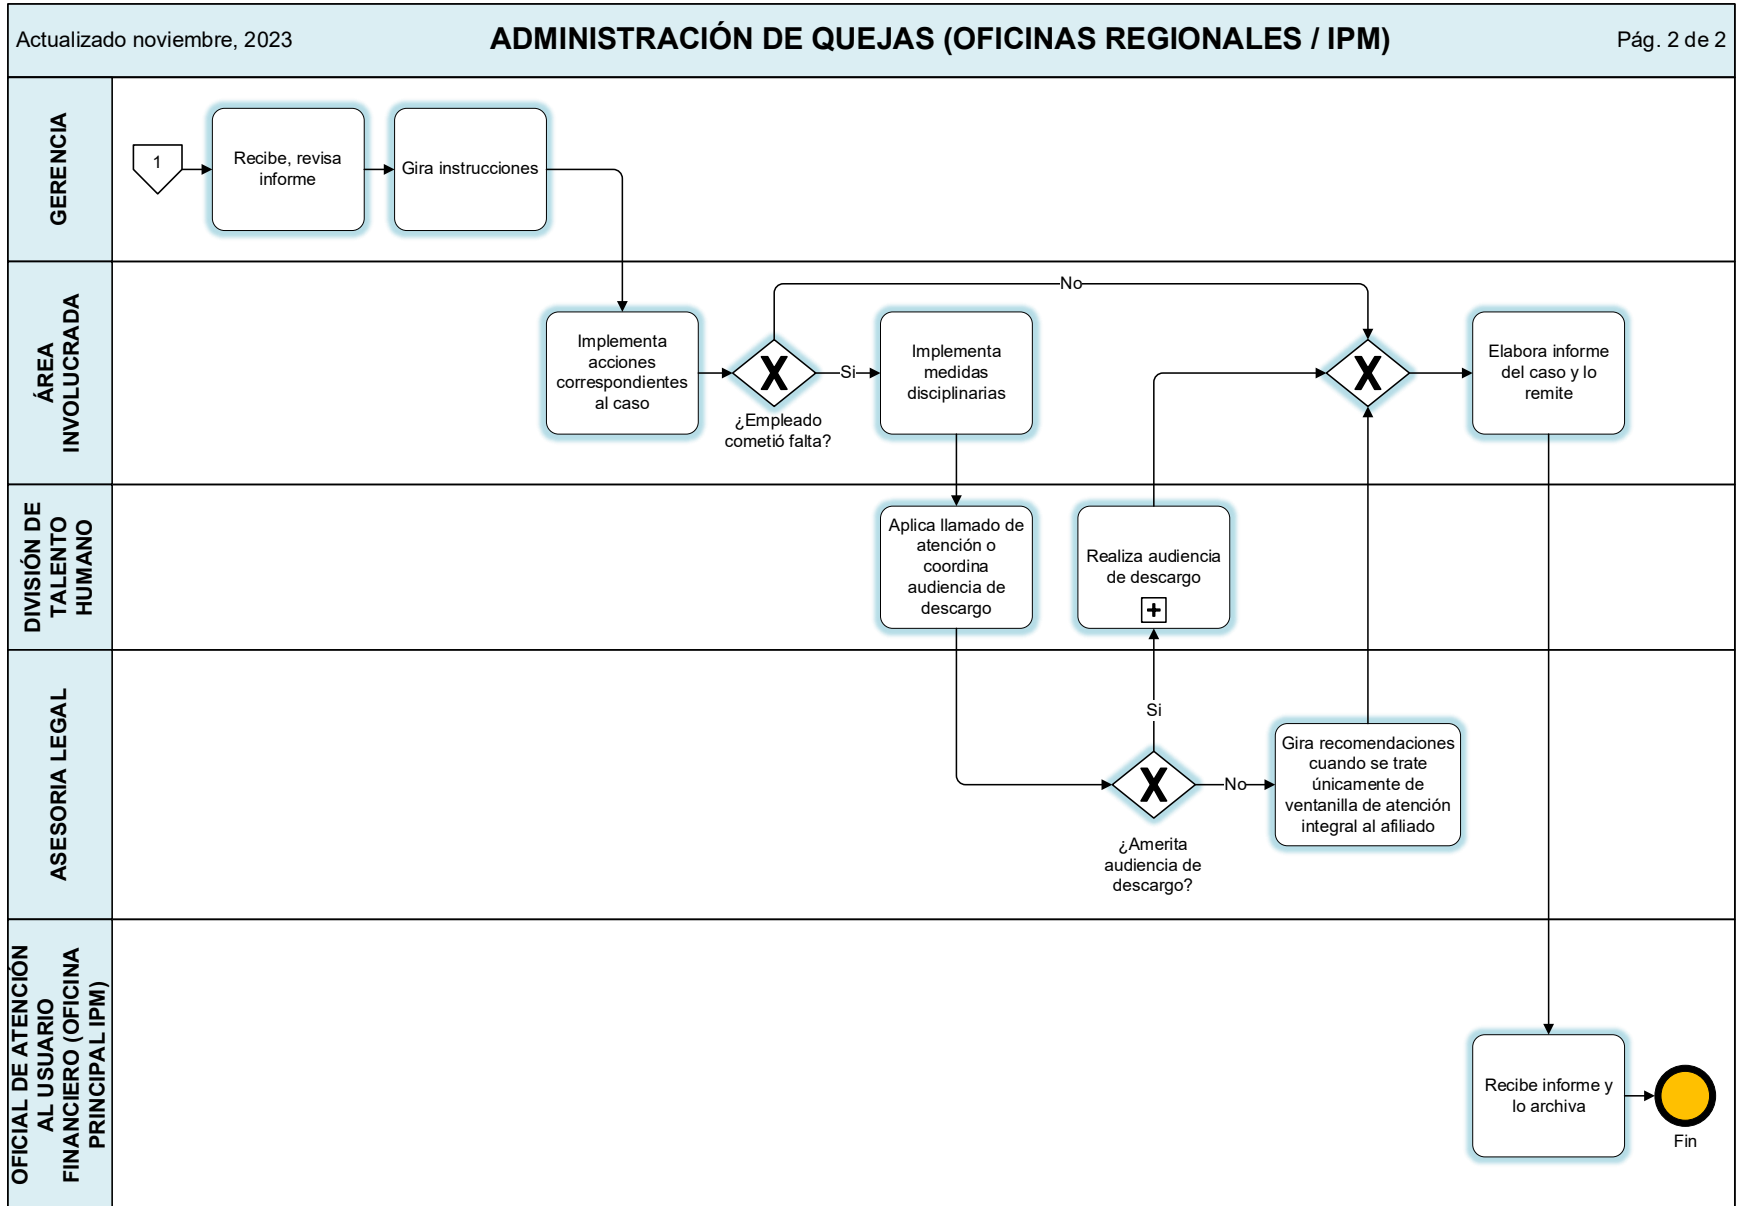 Actualizado noviembre, 2023
ADMINISTRACIÓN DE QUEJAS (OFICINAS REGIONALES / IPM)
Pág. 2 de 2
GERENCIA
1
Recibe, revisa
informe
Gira instrucciones
ÁREA
INVOLUCRADA
Implementa
acciones
correspondientes
al caso
X
¿Empleado
cometió falta?
No
Si
Implementa
medidas
disciplinarias
X
Elabora informe
del caso y lo
remite
DIVISIÓN DE
TALENTO
HUMANO
Aplica llamado de
atención o
coordina
audiencia de
descargo
Realiza audiencia
de descargo
+
ASESORIA LEGAL
Si
X
¿Amerita
audiencia de
descargo?
No
Gira recomendaciones
cuando se trate
únicamente de
ventanilla de atención
integral al afiliado
OFICIAL DE ATENCIÓN
AL USUARIO
FINANCIERO (OFICINA
PRINCIPAL IPM)
Recibe informe y
lo archiva
Fin